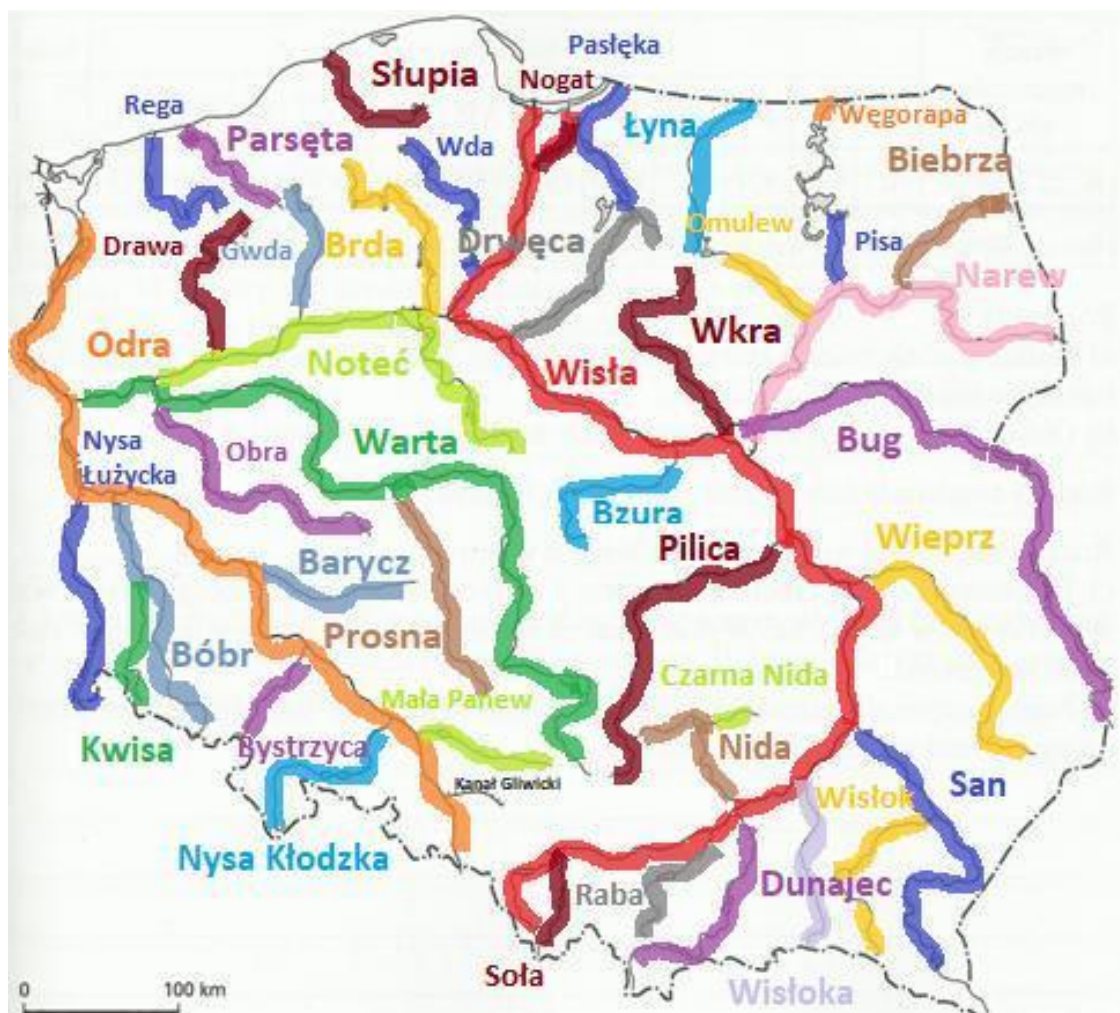 Pasłęka
Słupia
Nogat
Rega
Parsęta
Wda
Łyna
Węgorapa
Biebrza
Drawa
Gwda
Brda
Drwęca
Omulew
Pisa
Narew
Odra
Noteć
Wisła
Wkra
Nysa
Łużycka
Obra
Warta
Bug
Bzura
Pilica
Wieprz
Barycz
Prosna
Bóbr
Mała Panew
Czarna Nida
Kwisa
Bystrzyca
Nida
Kanał Gliwicki
Wisłok
San
Nysa Kłodzka
Raba
Dunajec
Soła
Wisłoka
0 100 km